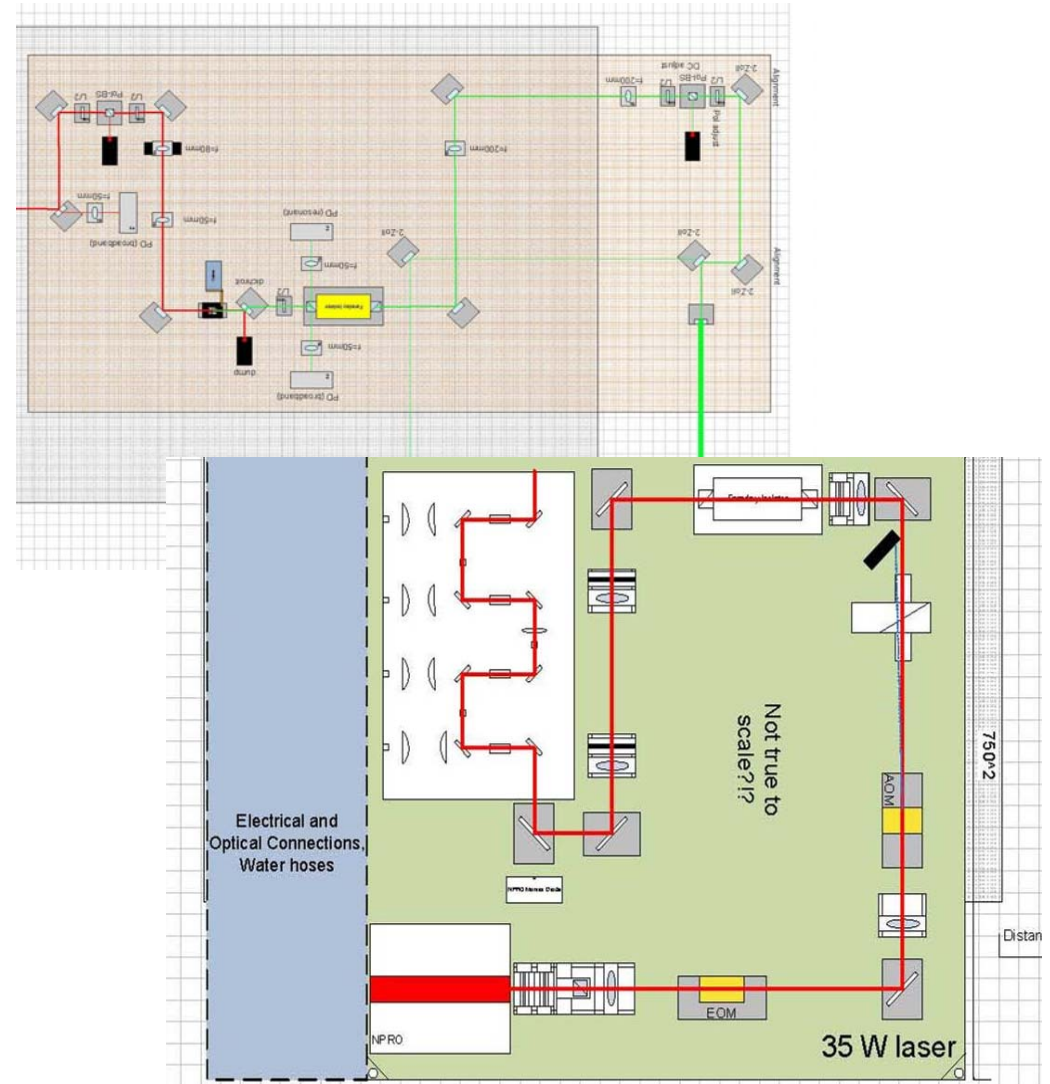 DC adjust
Pol-BS
L/2
L/2
f=200mm
2-Zoll
Alignment
Pol adjust
L/2
Pol-BS
L/2
f=80mm
f=200mm
f=50mm
PD (broadband)
f=50mm
PD (resonant)
2-Zoll
2-Zoll
Alignment
2-Zoll
dichroit
L/2
f=50mm
Faraday Isolator
f=50mm
dump
PD (broadband)
Faraday Isolator
Not true to
scale?!?
750^2
AOM
Electrical and
Optical Connections,
Water hoses
Distan
EOM
NPRO
35 W laser